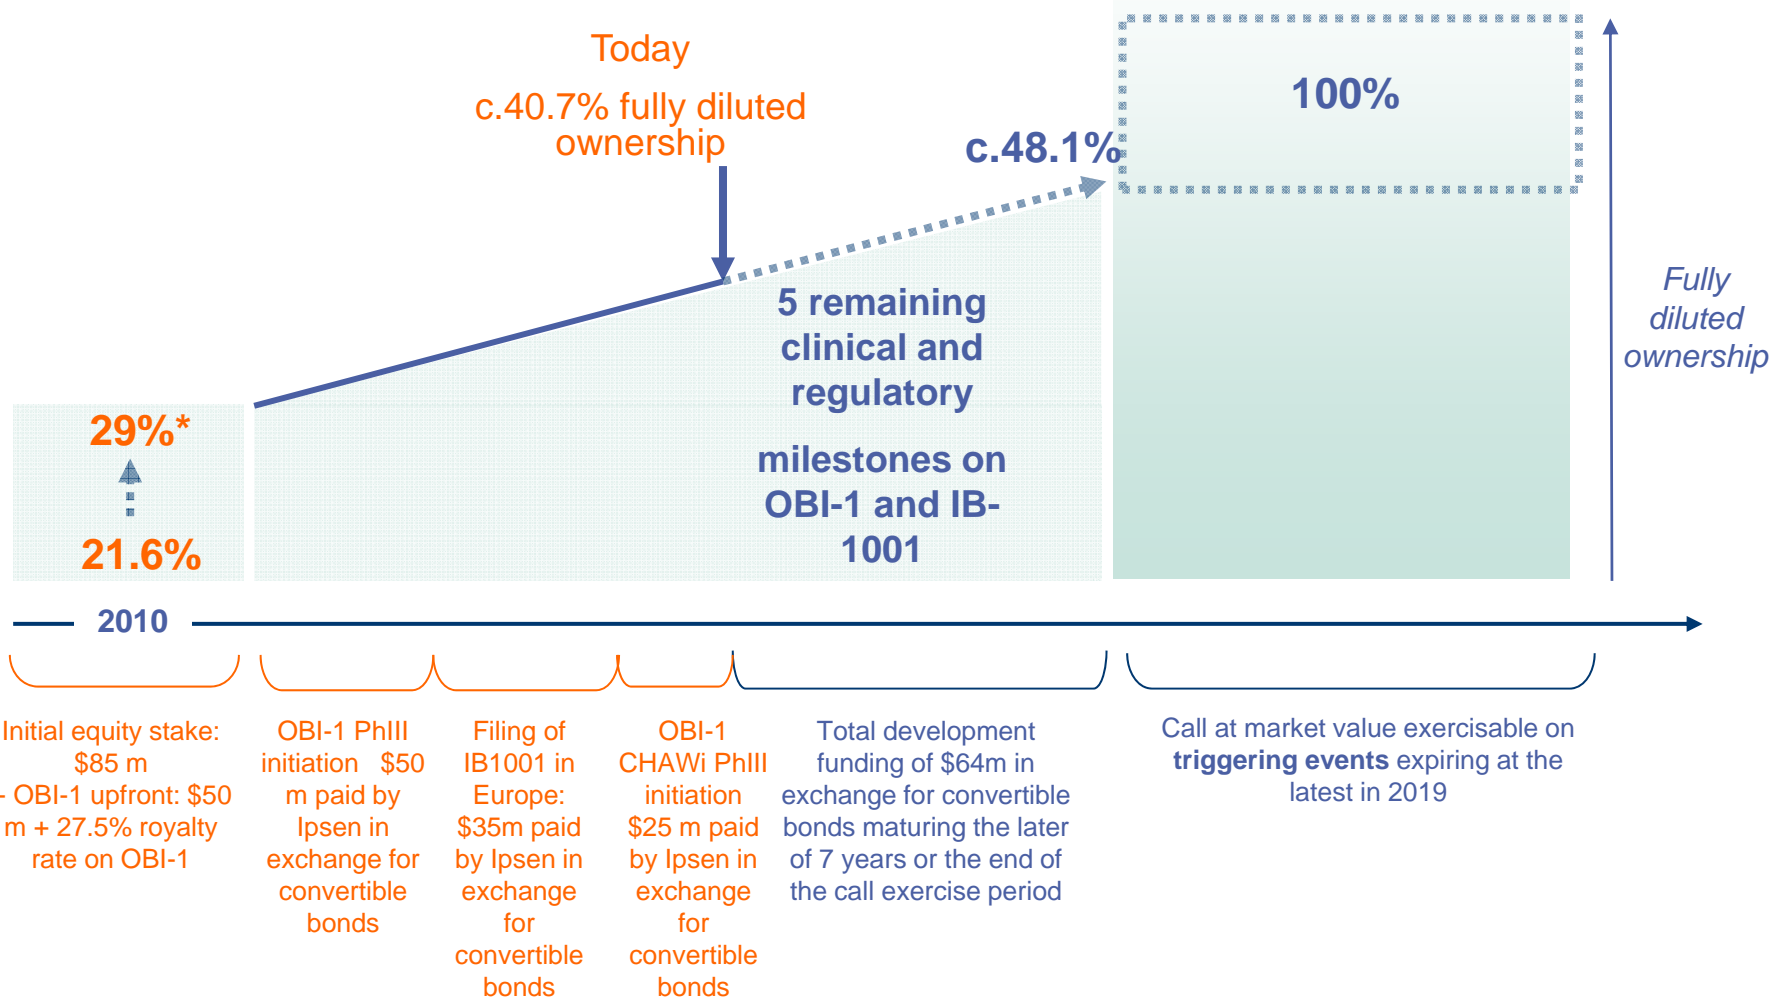 Today
c.40.7% fully diluted
ownership
c.48.1%
100%
Fully
diluted
ownership
5 remaining
clinical and
regulatory
milestones on
OBI-1 and IB-
1001
29%*
21.6%
2010
Initial equity stake:
$85 m
- OBI-1 upfront: $50
m + 27.5% royalty
rate on OBI-1
OBI-1 PhIII
initiation $50
m paid by
Ipsen in
exchange for
convertible
bonds
Filing of
IB1001 in
Europe:
$35m paid
by Ipsen in
exchange
for
convertible
bonds
OBI-1
CHAWi PhIII
initiation
$25 m paid
by Ipsen in
exchange
for
convertible
bonds
Total development
funding of $64m in
exchange for convertible
bonds maturing the later
of 7 years or the end of
the call exercise period
Call at market value exercisable on
triggering events expiring at the
latest in 2019